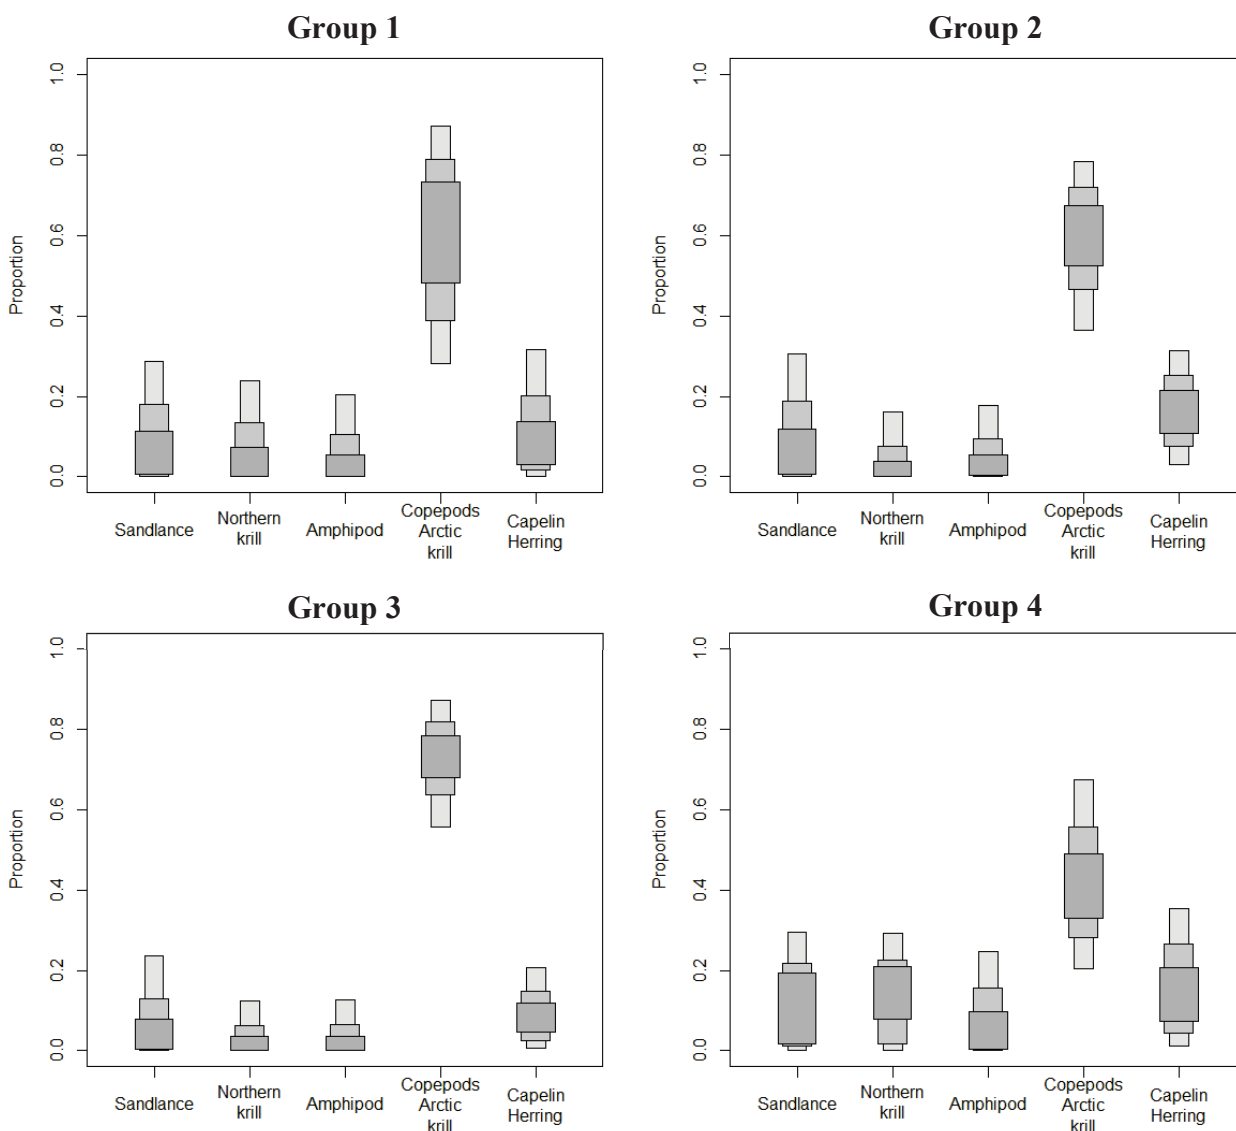 Group 1
Proportion
1.0
0.8
0.6
0.4
0.2
0.0
Sandlance
Northern
krill
Amphipod
Copepods
Arctic
krill
Capelin
Herring
Group 2
Proportion
1.0
0.8
0.6
0.4
0.2
0.0
Sandlance
Northern
krill
Amphipod
Copepods
Arctic
krill
Capelin
Herring
Group 3
Proportion
1.0
0.8
0.6
0.4
0.2
0.0
Sandlance
Northern
krill
Amphipod
Copepods
Arctic
krill
Capelin
Herring
Group 4
Proportion
1.0
0.8
0.6
0.4
0.2
0.0
Sandlance
Northern
krill
Amphipod
Copepods
Arctic
krill
Capelin
Herring